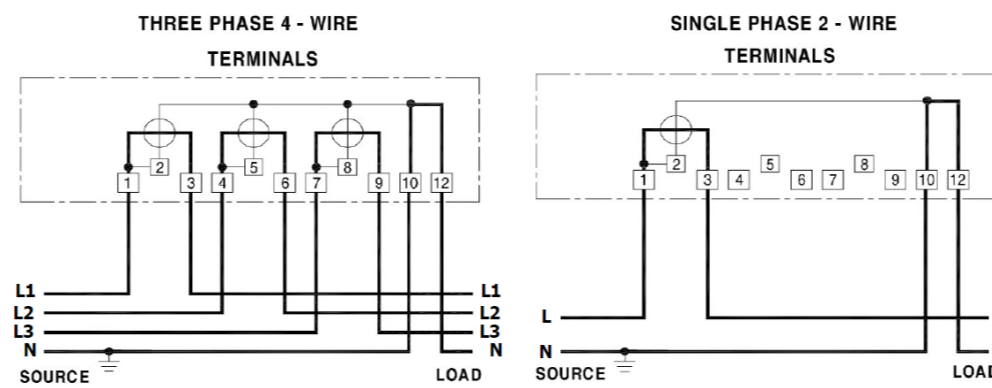 THREE PHASE 4 - WIRE
TERMINALS
2 5 8
1 3 4 6 7 9 10 12
L1 L1
L2 L2
L3 L3
N N
SOURCE LOAD
SINGLE PHASE 2 - WIRE
TERMINALS
2 5 8
1 3 4 6 7 9 10 12
L
N
SOURCE LOAD